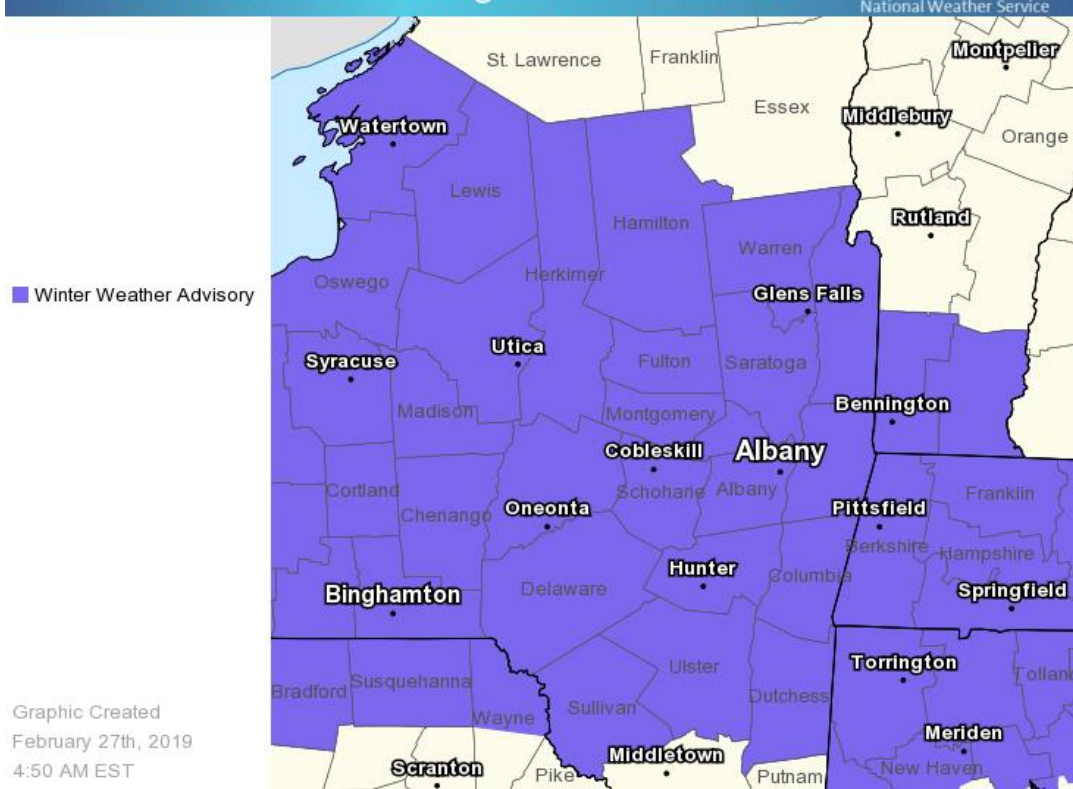 National Weather Service
Montpelier
St. Lawrence
Franklin
Essex
Middlebury
Orange
Watertown
Lewis
Hamilton
Rutland
Warren
Oswego
Herkimer
Glens Falls
Winter Weather Advisory
Syracuse
Utica
Fulton
Saratoga
Madison
Montgomery
Bennington
Cobleskill
Albany
Cortland
Chenango
Oneonta
Schoharie
Albany
Pittsfield
Franklin
Berkshire
Hampshire
Binghamton
Delaware
Hunter
Columbia
Springfield
Bradford
Susquehanna
Wayne
Sullivan
Ulster
Dutchess
Torrington
Tolland
Graphic Created
February 27th, 2019
4:50 AM EST
Scranton
Pike
Middletown
Putnam
Meriden
New Haven